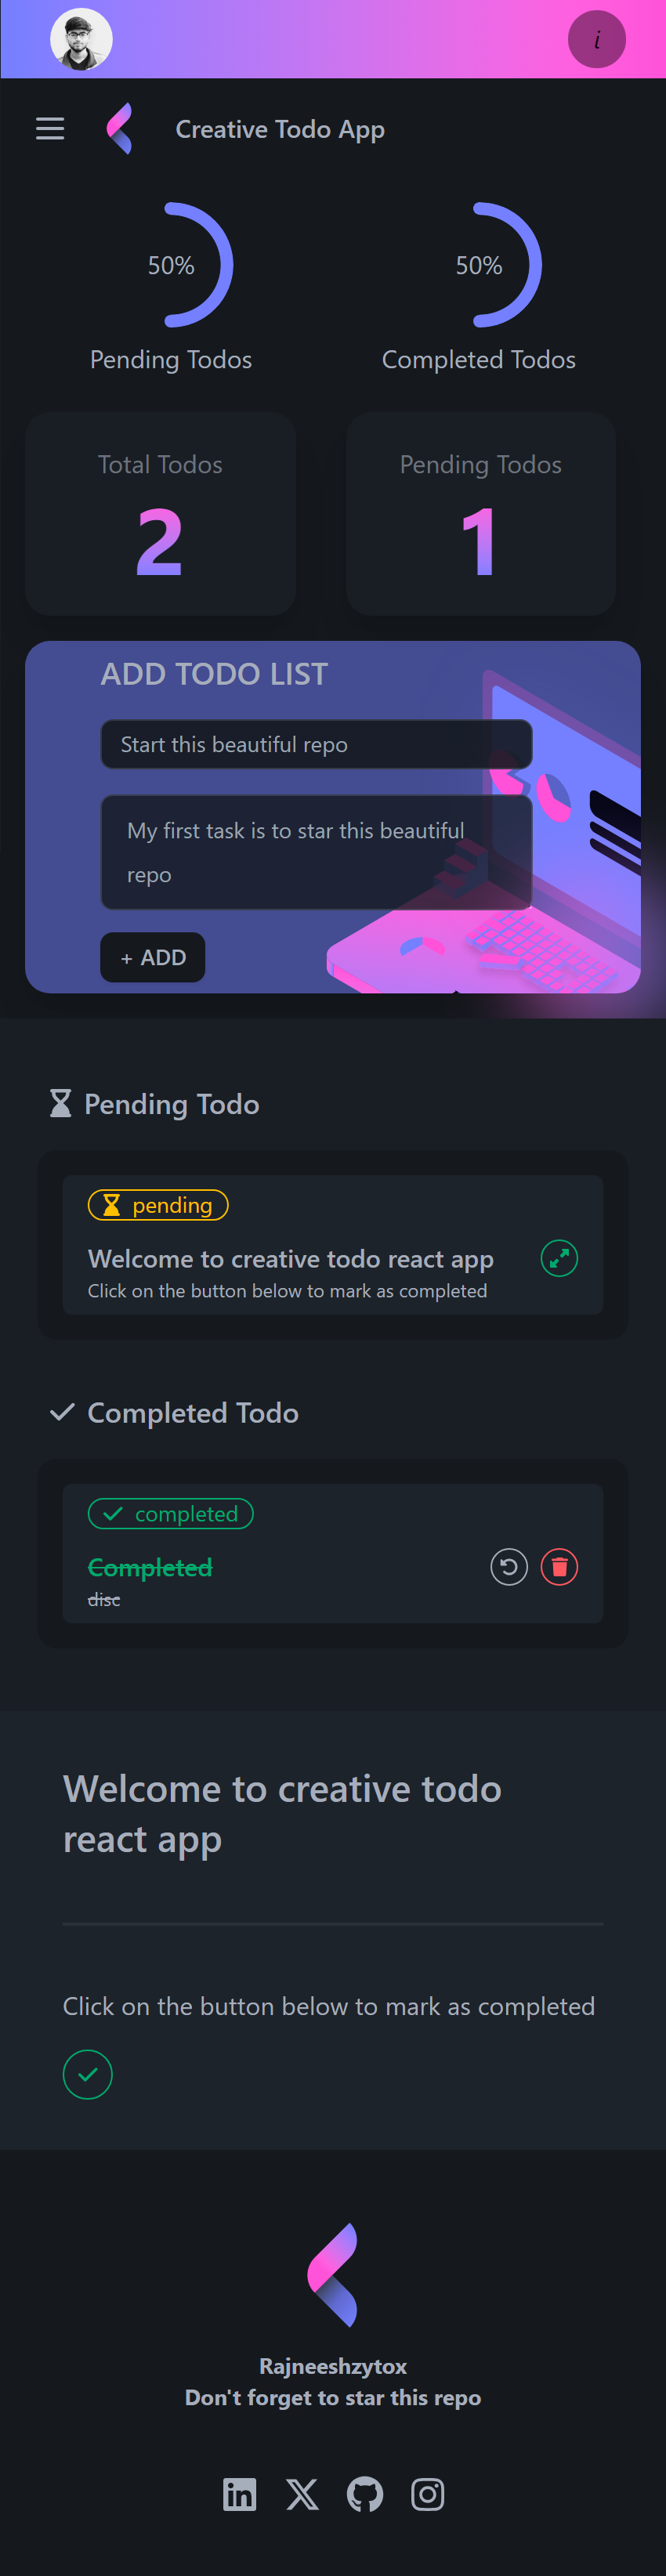 i
Creative Todo App
50%
50%
Pending Todos
Completed Todos
Total Todos
Pending Todos
2
1
ADD TODO LIST
Start this beautiful repo
My first task is to star this beautiful
repo
+ ADD
Pending Todo
pending
Welcome to creative todo react app
Click on the button below to mark as completed
Completed Todo
completed
Completed
disc
Welcome to creative todo
react app
Click on the button below to mark as completed
Rajneeshzytox
Don't forget to star this repo
in
X